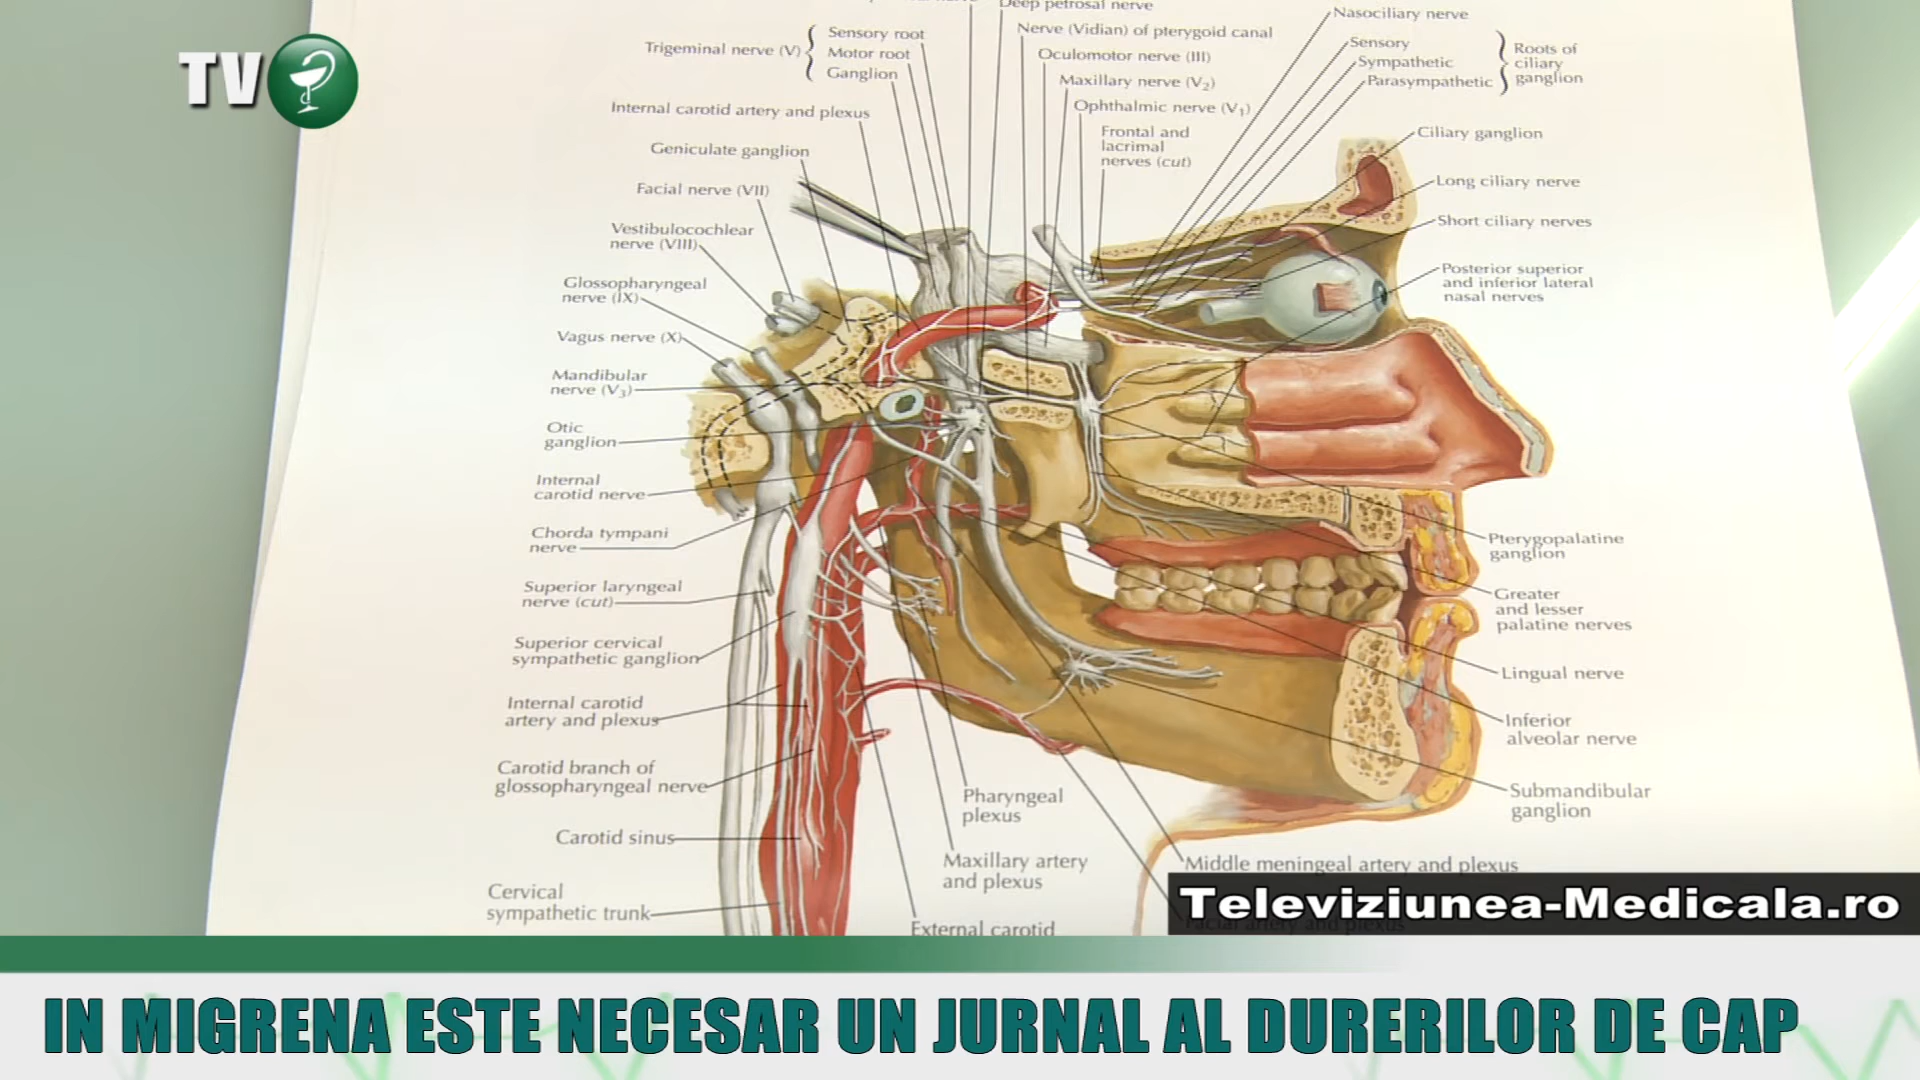 Deep petrosal nerve
Nerve (Vidian) of pterygoid canal
Oculomotor nerve (III)
Maxillary nerve (V2)
Ophthalmic nerve (V1)
Frontal and
lacrimal
nerves (cut)
Nasociliary nerve
Sensory
Sympathetic
Parasympathetic
Roots of
ciliary
ganglion
Ciliary ganglion
Long ciliary nerve
Short ciliary nerves
Posterior superior
and inferior lateral
nasal nerves
TV
Trigeminal nerve (V)
Sensory root
Motor root
Ganglion
Internal carotid artery and plexus
Geniculate ganglion
Facial nerve (VII)
Vestibulocochlear
nerve (VIII)
Glossopharyngeal
nerve (IX)
Vagus nerve (X)
Mandibular
nerve (V3)
Otic
ganglion
Internal
carotid nerve
Chorda tympani
nerve
Superior laryngeal
nerve (cut)
Superior cervical
sympathetic ganglion
Internal carotid
artery and plexus
Carotid branch of
glossopharyngeal nerve
Carotid sinus
Cervical
sympathetic trunk
Pterygopalatine
ganglion
Greater
and lesser
palatine nerves
Lingual nerve
Inferior
alveolar nerve
Submandibular
ganglion
Pharyngeal
plexus
Maxillary artery
and plexus
External carotid
Middle meningeal artery and plexus
Facial artery and plexus
Televiziunea-Medicala.ro
IN MIGRENA ESTE NECESAR UN JURNAL AL DURERILOR DE CAP